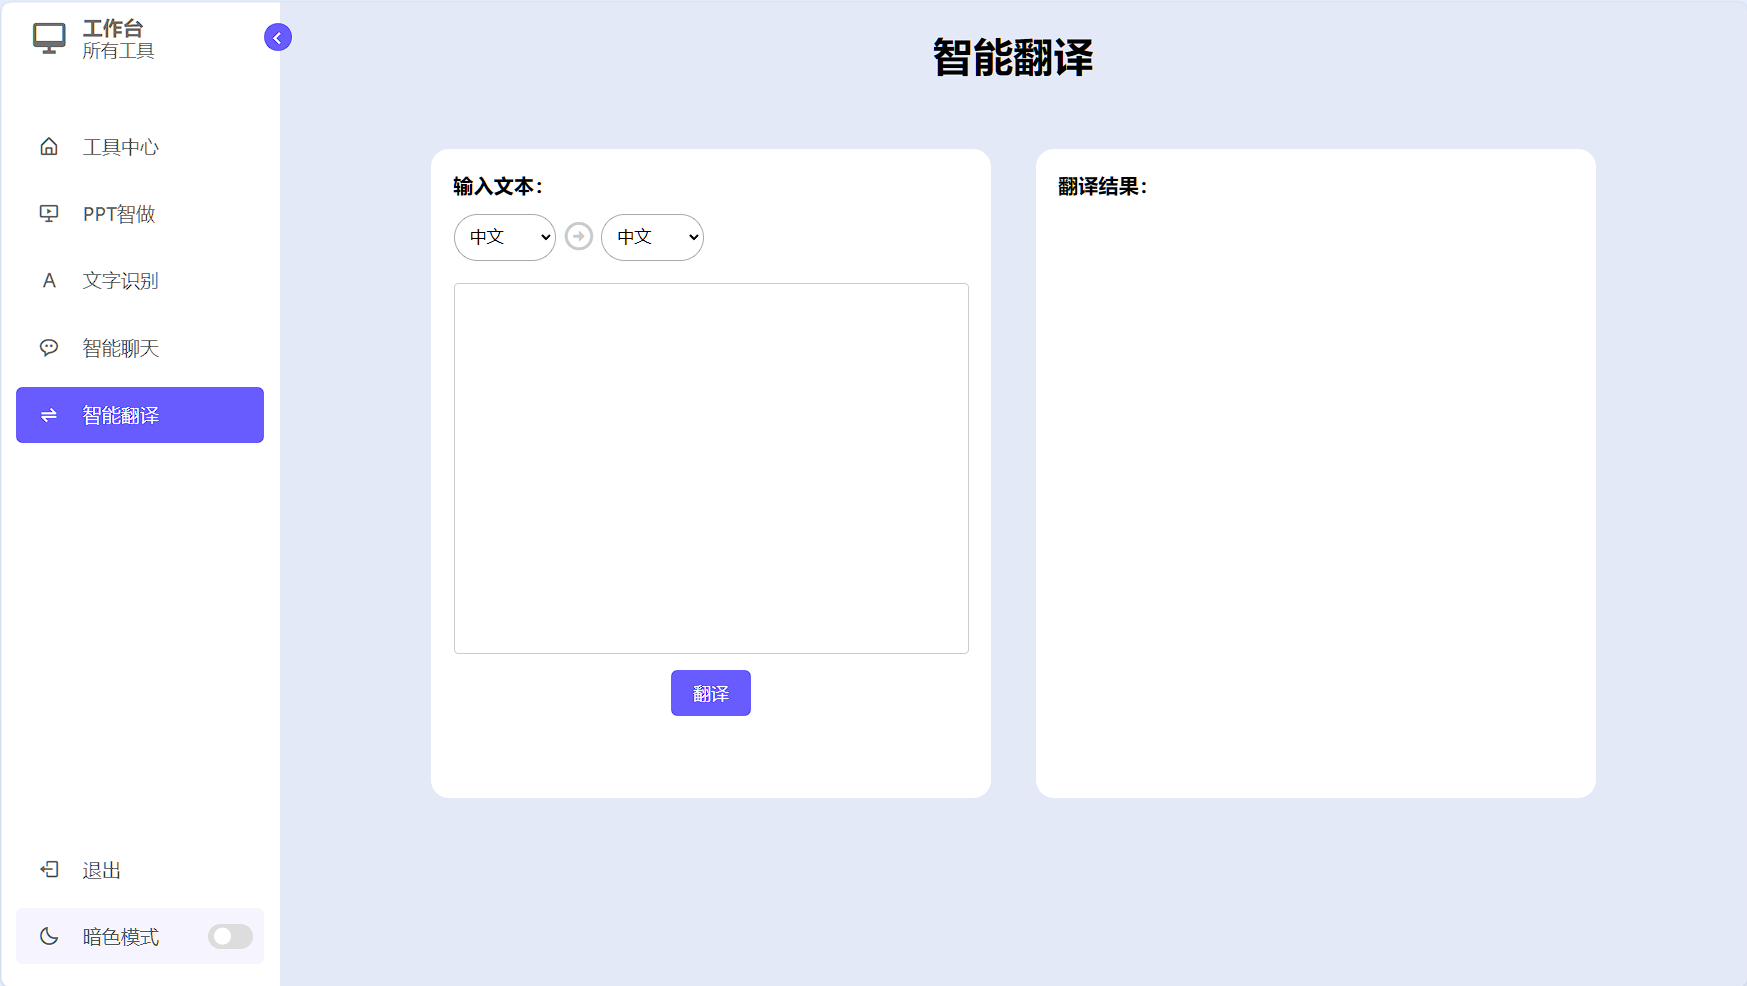 工作台
所有工具
工具中心
PPT智做
文字识别
智能聊天
智能翻译
退出
暗色模式
智能翻译
输入文本：
中文 中文
翻译
翻译结果：